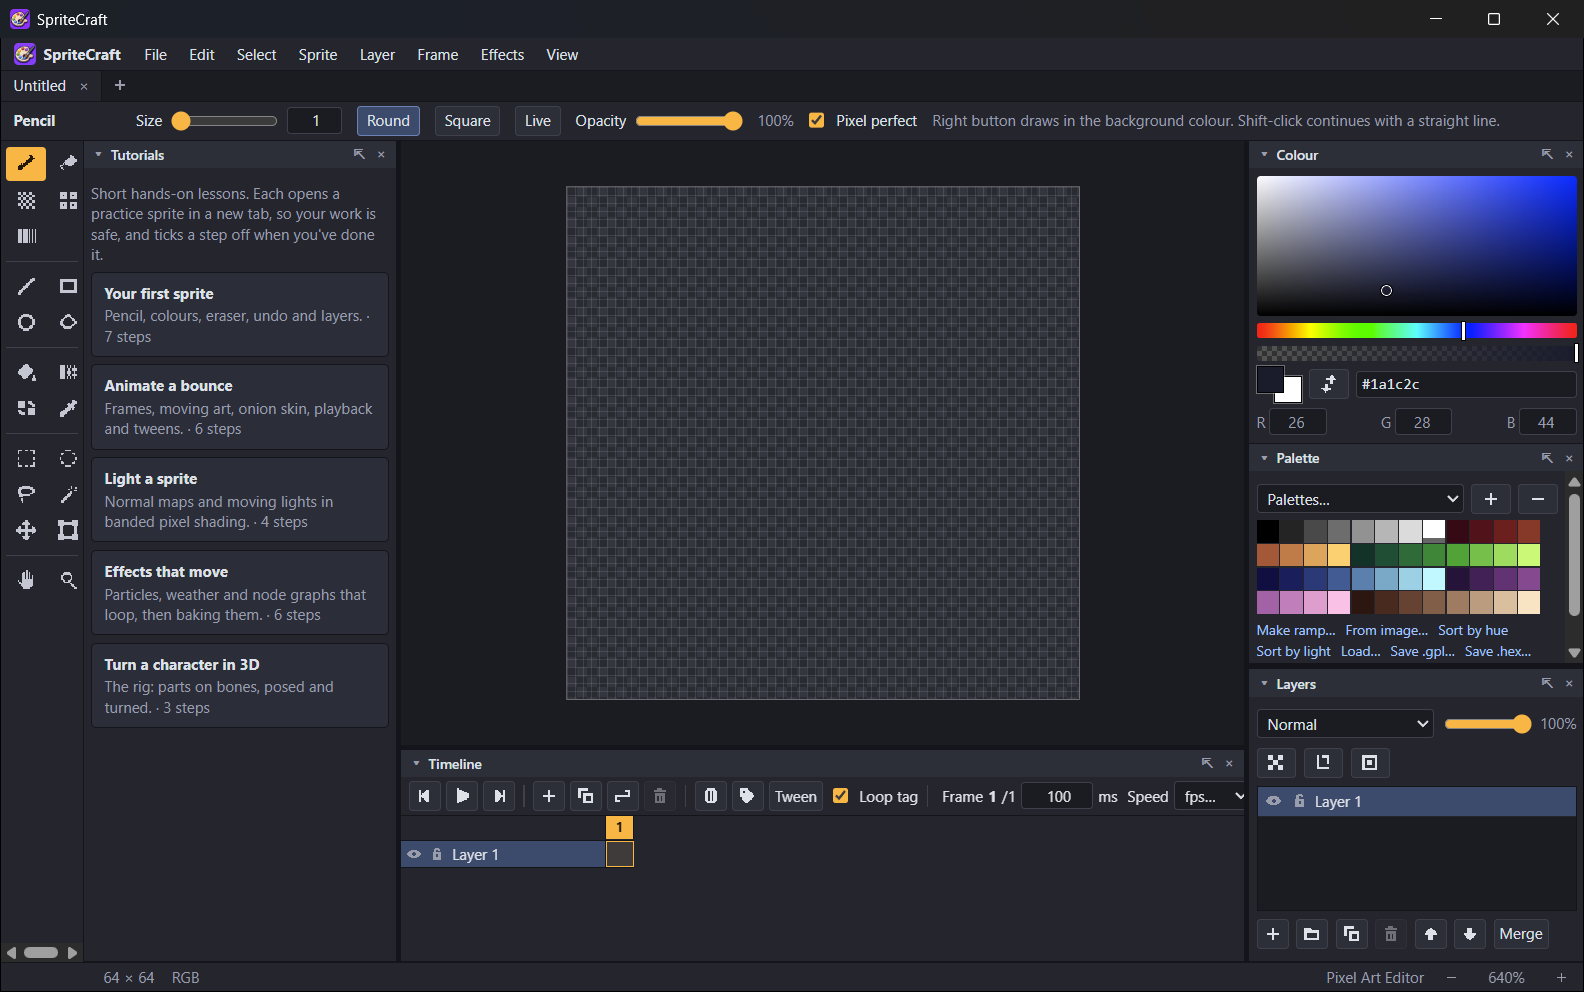 SpriteCraft
SpriteCraft File Edit Select Sprite Layer Frame Effects View
Untitled × +
Pencil Size 1 Round Square Live Opacity 100% Pixel perfect Right button draws in the background colour. Shift-click continues with a straight line.
Tutorials
Short hands-on lessons. Each opens a
practice sprite in a new tab, so your work is
safe, and ticks a step off when you've done
it.
Your first sprite
Pencil, colours, eraser, undo and layers. ·
7 steps
Animate a bounce
Frames, moving art, onion skin, playback
and tweens. · 6 steps
Light a sprite
Normal maps and moving lights in
banded pixel shading. · 4 steps
Effects that move
Particles, weather and node graphs that
loop, then baking them. · 6 steps
Turn a character in 3D
The rig: parts on bones, posed and
turned. · 3 steps
Timeline
Tween Loop tag Frame 1 /1 100 ms Speed fps...
1
Layer 1
Colour
#1a1c2c
R 26 G 28 B 44
Palette
Palettes...
Make ramp... From image... Sort by hue
Sort by light Load... Save .gpl... Save .hex...
Layers
Normal 100%
Layer 1
Merge
64 × 64 RGB
Pixel Art Editor − 640% +